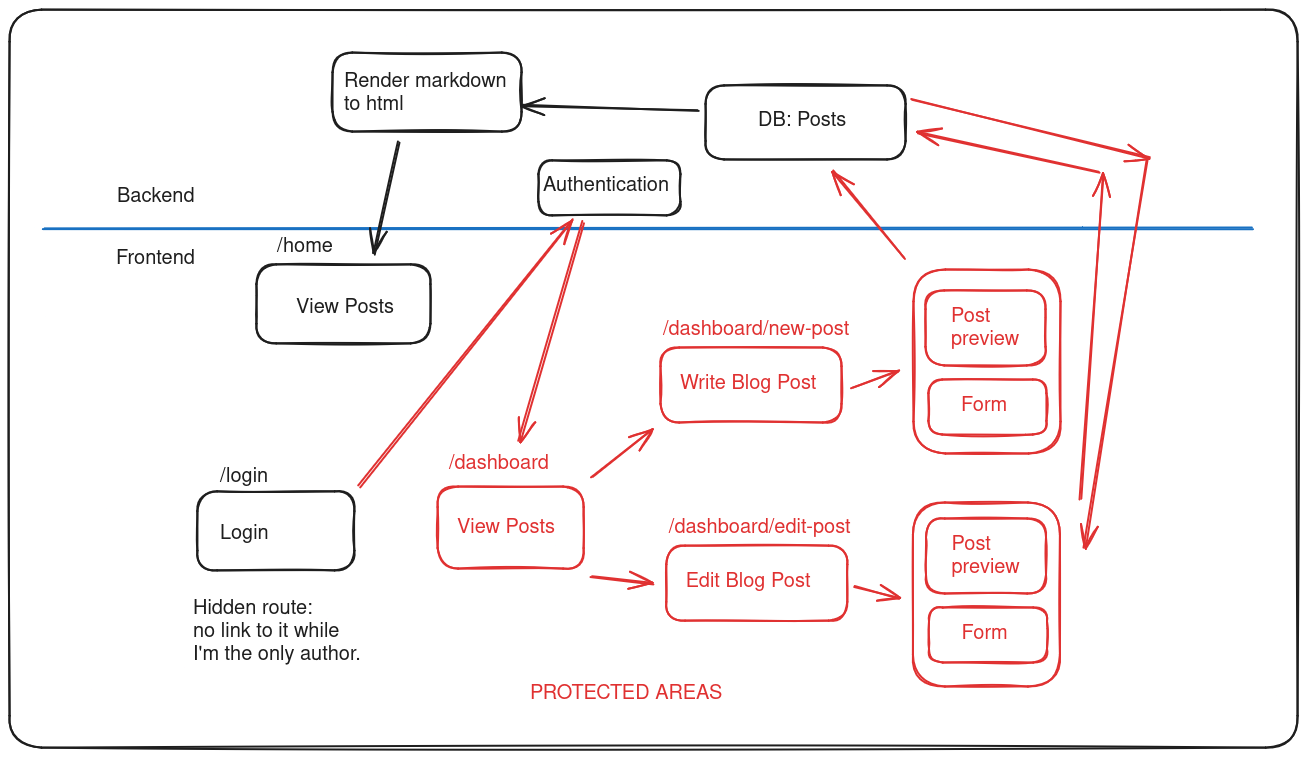 Render markdown
to html
DB: Posts
Authentication
Backend
Frontend
/home
View Posts
/dashboard/new-post
Write Blog Post
Post
preview
Form
/login
Login
/dashboard
View Posts
/dashboard/edit-post
Edit Blog Post
Post
preview
Form
Hidden route:
no link to it while
I'm the only author.
PROTECTED AREAS